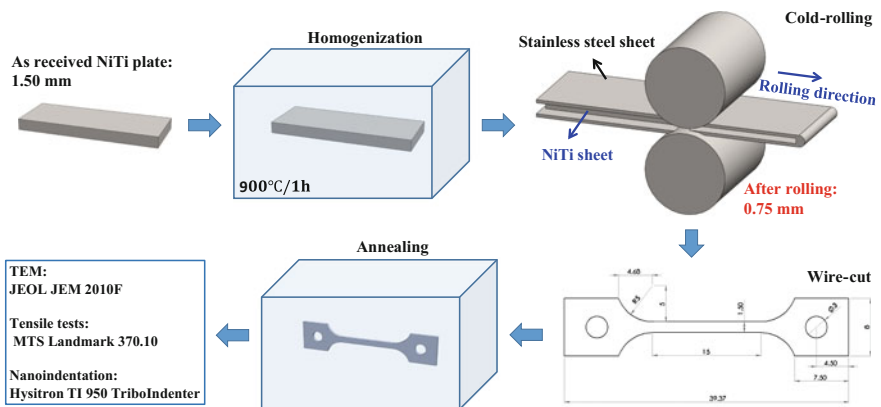 Homogenization
Cold-rolling
As received NiTi plate:
1.50 mm
Stainless steel sheet
Rolling direction
NiTi sheet
900°C/1h
After rolling:
0.75 mm
Annealing
Wire-cut
TEM:
JEOL JEM 2010F
Tensile tests:
MTS Landmark 370.10
Nanoindentation:
Hysitron TI 950 TriboIndenter
4.65
R5
5
1.50
Ø3
8
15
4.50
7.50
39.37